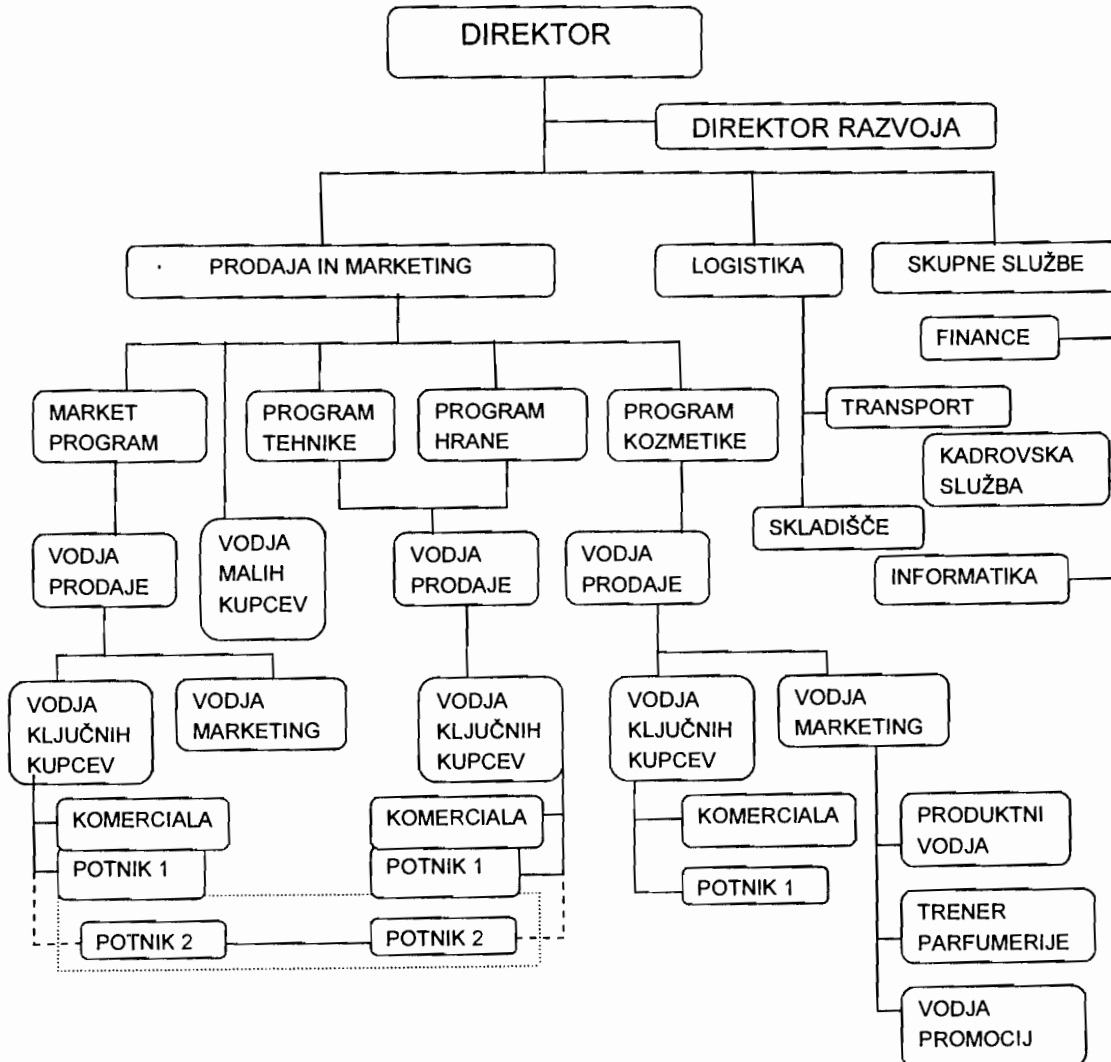 DIREKTOR
DIREKTOR RAZVOJA
PRODAJA IN MARKETING
LOGISTIKA
SKUPNE SLUŽBE
FINANCE
MARKET
PROGRAM
PROGRAM
TEHNIKE
PROGRAM
HRANE
PROGRAM
KOZMETIKE
TRANSPORT
KADROVSKA
SLUŽBA
SKLADIŠČE
VODJA
PRODAJE
VODJA
MALIH
KUPCEV
VODJA
PRODAJE
VODJA
PRODAJE
INFORMATIKA
VODJA
KLJUČNIH
KUPCEV
VODJA
MARKETING
VODJA
KLJUČNIH
KUPCEV
VODJA
KLJUČNIH
KUPCEV
VODJA
MARKETING
KOMERCIALA
KOMERCIALA
KOMERCIALA
PRODUKTNI
VODJA
POTNIK 1
POTNIK 1
POTNIK 1
POTNIK 2
POTNIK 2
TRENER
PARFUMERIJE
VODJA
PROMOCIJ